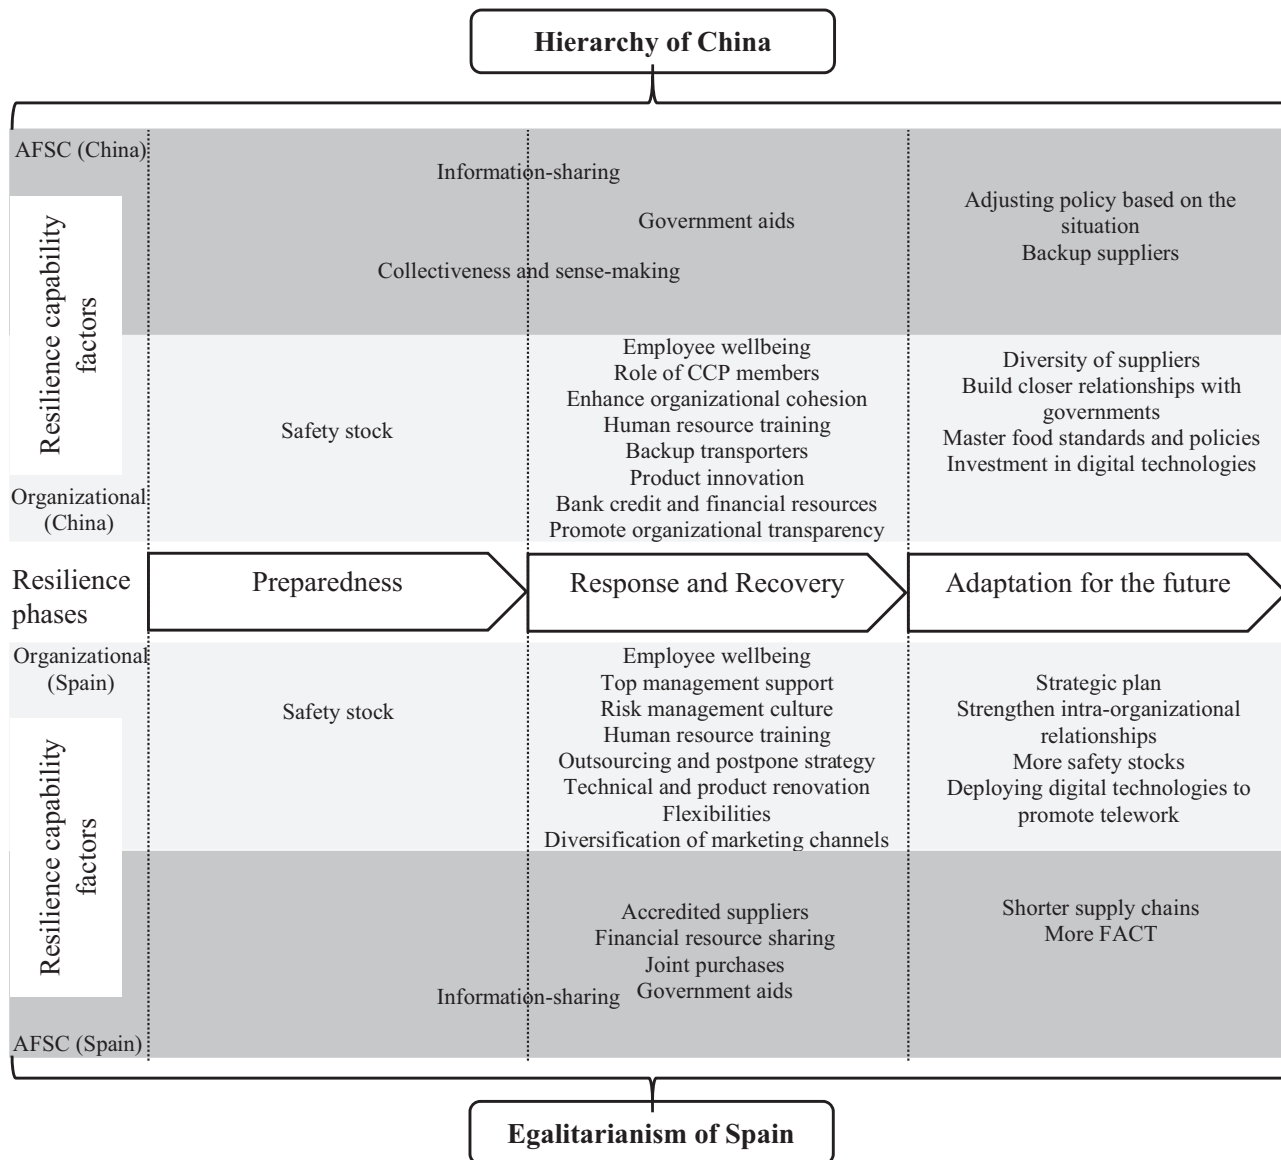 Hierarchy of China
AFSC (China)
Information-sharing
Government aids
Collectiveness and sense-making
Adjusting policy based on the
situation
Backup suppliers
Resilience capability
factors
Organizational
(China)
Safety stock
Employee wellbeing
Role of CCP members
Enhance organizational cohesion
Human resource training
Backup transporters
Product innovation
Bank credit and financial resources
Promote organizational transparency
Diversity of suppliers
Build closer relationships with
governments
Master food standards and policies
Investment in digital technologies
Resilience
phases
Preparedness
Response and Recovery
Adaptation for the future
Organizational
(Spain)
Safety stock
Employee wellbeing
Top management support
Risk management culture
Human resource training
Outsourcing and postpone strategy
Technical and product renovation
Flexibilities
Diversification of marketing channels
Strategic plan
Strengthen intra-organizational
relationships
More safety stocks
Deploying digital technologies to
promote telework
Resilience capability
factors
AFSC (Spain)
Accredited suppliers
Financial resource sharing
Joint purchases
Government aids
Information-sharing
Shorter supply chains
More FACT
Egalitarianism of Spain